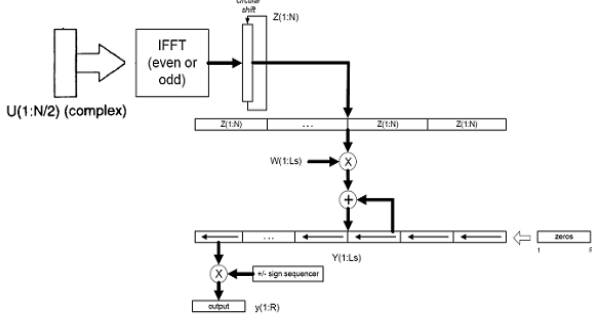 circular
shift
Z(1:N)
IFFT
(even or
odd)
U(1:N/2) (complex)
Z(1:N) ... Z(1:N) Z(1:N)
W(1:Ls) X
+
... zeros
Y(1:Ls) 1
X +/- sign sequencer
output y(1:R)